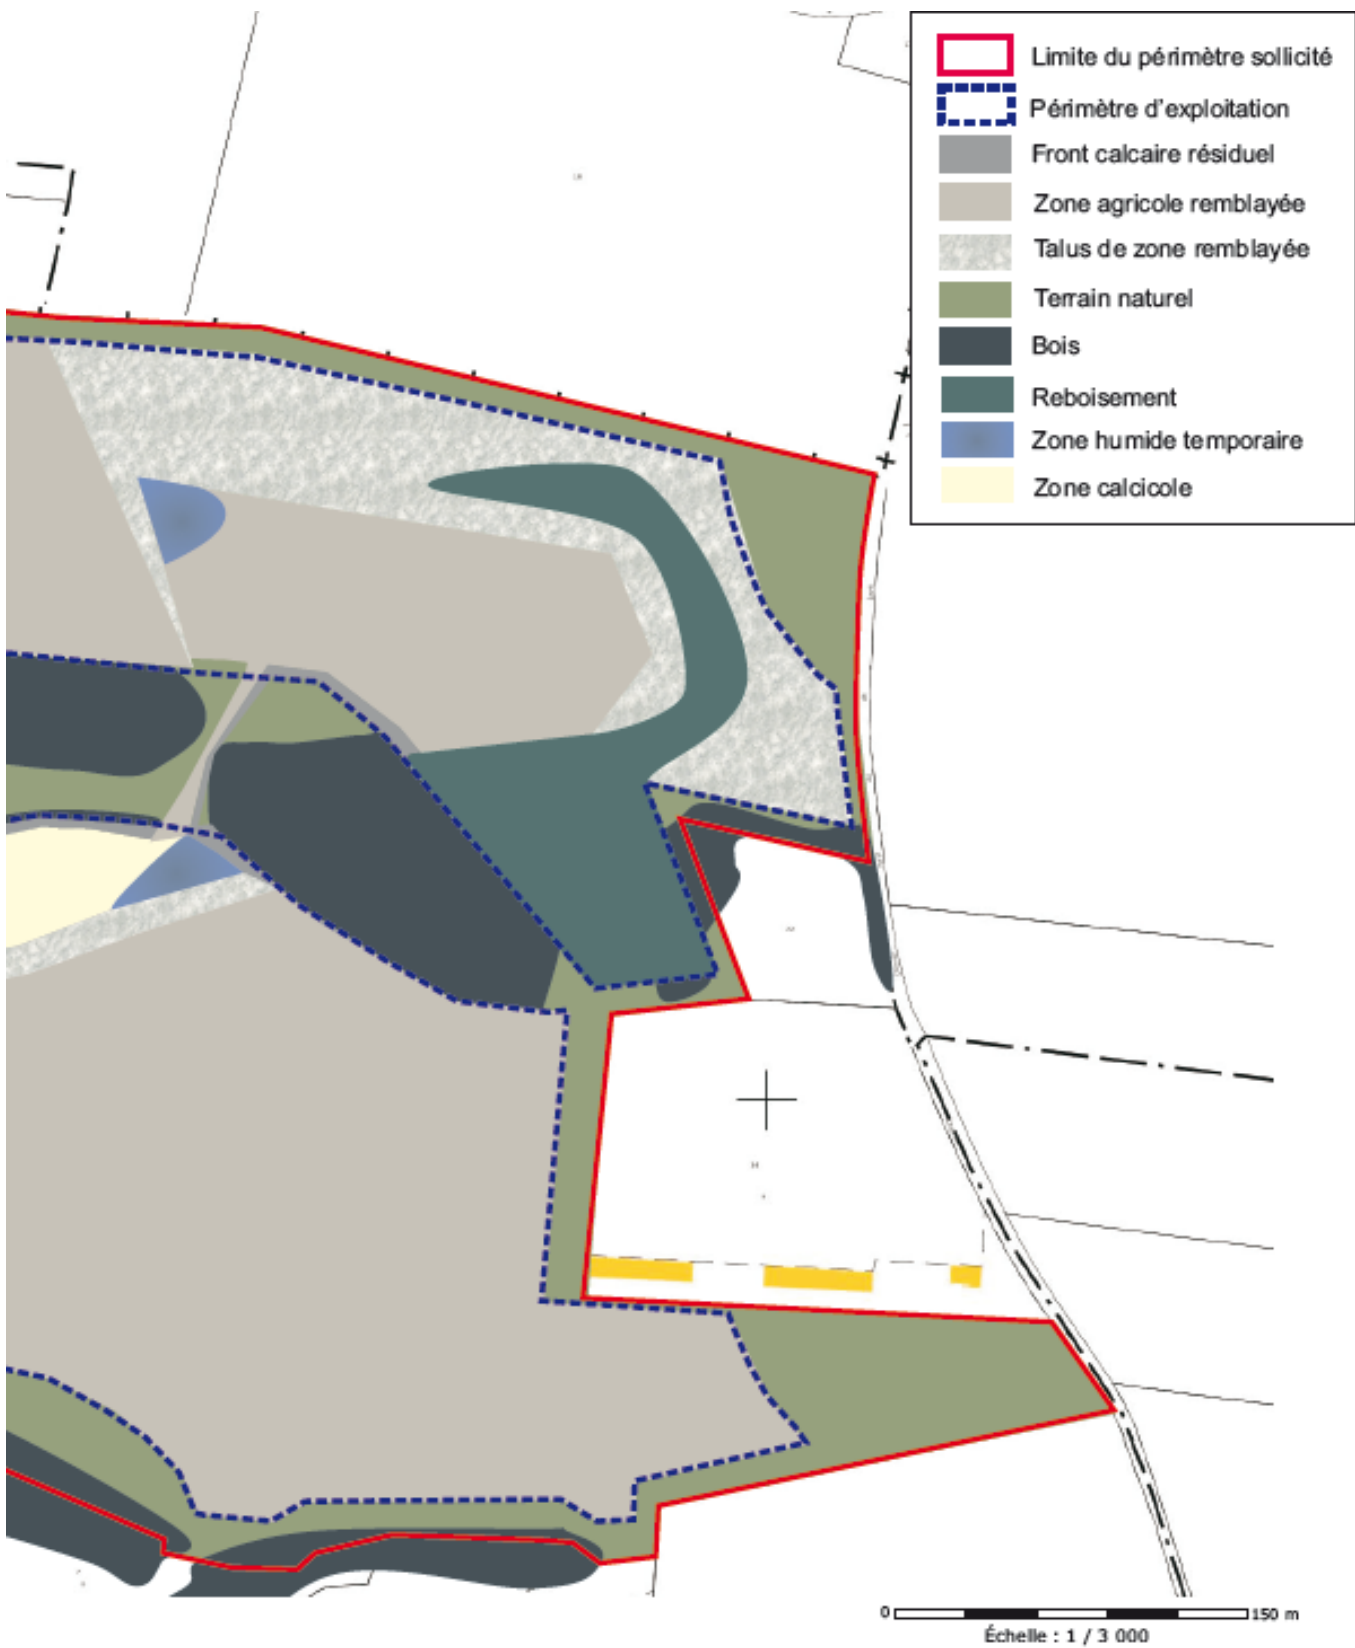 Limite du périmètre sollicité
Périmètre d'exploitation
Front calcaire résiduel
Zone agricole remblayée
Talus de zone remblayée
Terrain naturel
Bois
Reboisement
Zone humide temporaire
Zone calcicole
0 150 m
Échelle : 1 / 3 000